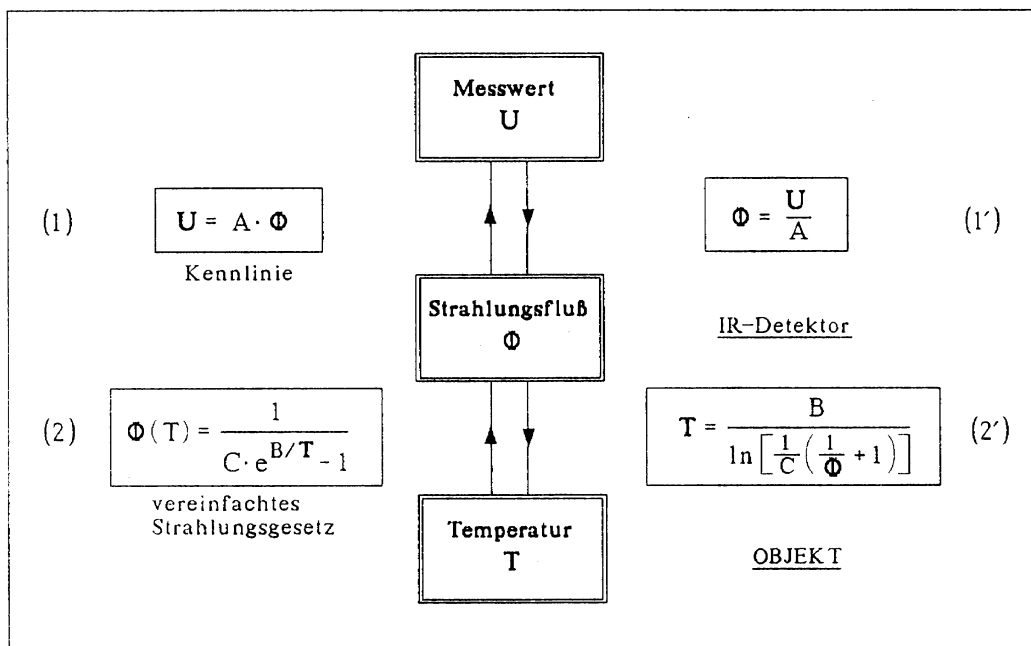 Messwert
U
(1) U = A · Φ
Kennlinie
Φ = U/A (1′)
Strahlungsfluß
Φ
IR-Detektor
(2) Φ(T) = 1/(C · e^(B/T) - 1)
vereinfachtes
Strahlungsgesetz
T = B/(ln[1/C (1/Φ + 1)]) (2′)
Temperatur
T
OBJEKT